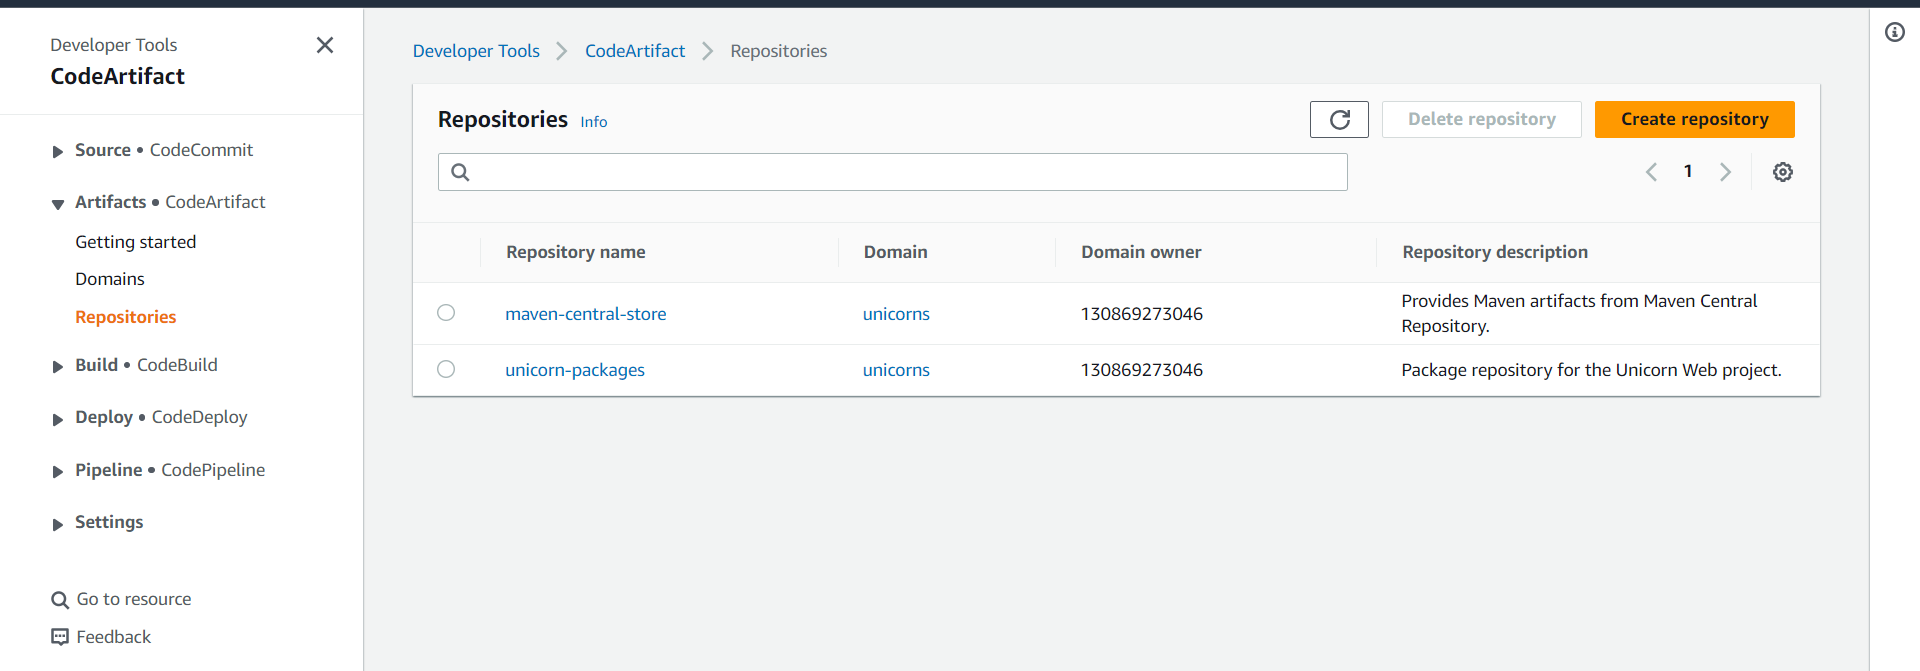 Developer Tools
CodeArtifact
Source • CodeCommit
Artifacts • CodeArtifact
Getting started
Domains
Repositories
Build • CodeBuild
Deploy • CodeDeploy
Pipeline • CodePipeline
Settings
Go to resource
Feedback
Developer Tools > CodeArtifact > Repositories
Repositories Info
Delete repository
Create repository
1
Repository name Domain Domain owner Repository description
maven-central-store unicorns 130869273046 Provides Maven artifacts from Maven Central
Repository.
unicorn-packages unicorns 130869273046 Package repository for the Unicorn Web project.